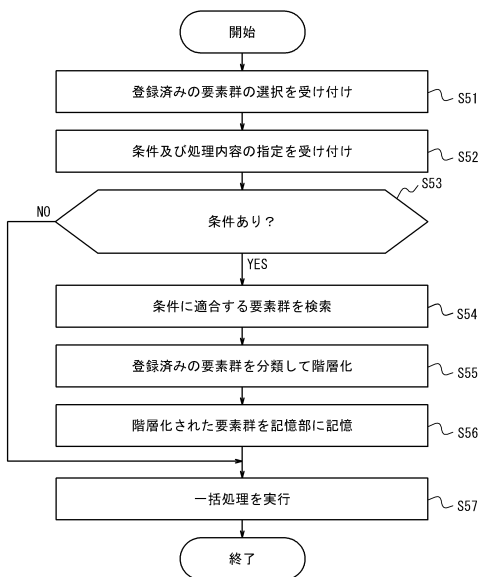 開始
登録済みの要素群の選択を受け付け
S51
条件及び処理内容の指定を受け付け
S52
S53
NO
条件あり？
YES
条件に適合する要素群を検索
S54
登録済みの要素群を分類して階層化
S55
階層化された要素群を記憶部に記憶
S56
一括処理を実行
S57
終了